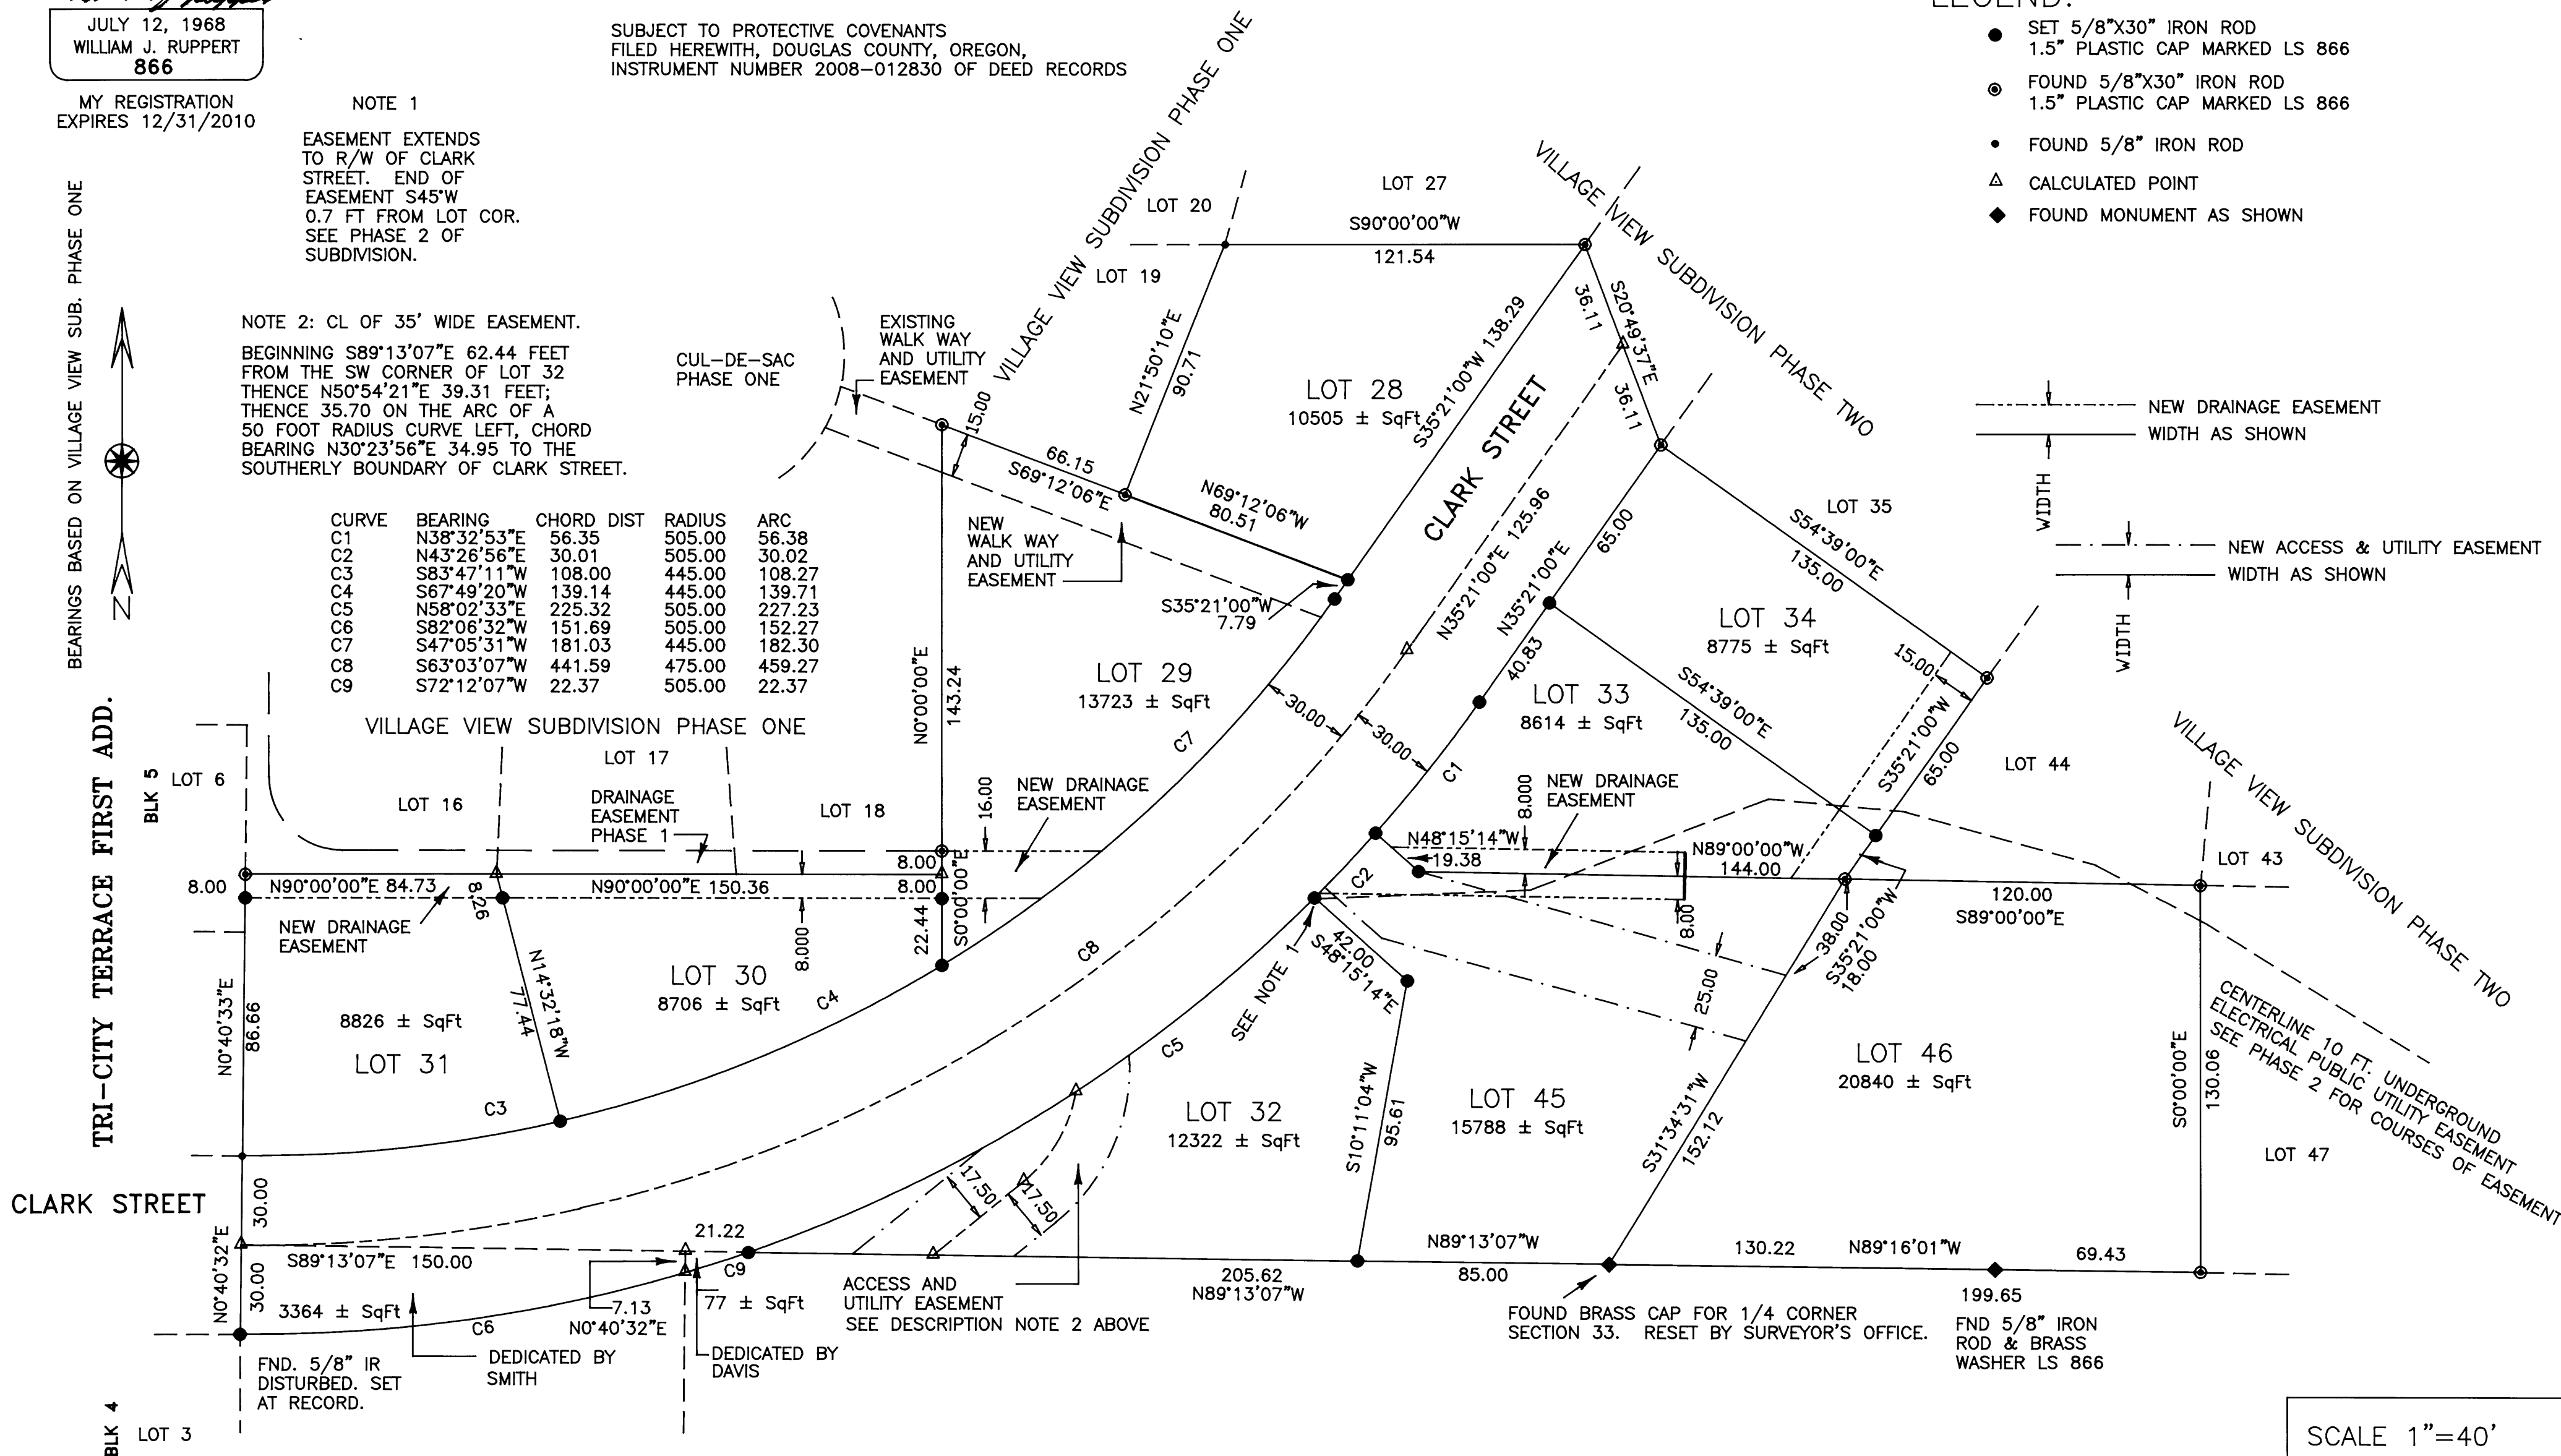 JULY 12, 1968
WILLIAM J. RUPPERT
866
MY REGISTRATION
EXPIRES 12/31/2010
SUBJECT TO PROTECTIVE COVENANTS
FILED HEREWITH, DOUGLAS COUNTY, OREGON,
INSTRUMENT NUMBER 2008-012830 OF DEED RECORDS
LEGEND:
SET 5/8"X30" IRON ROD
1.5" PLASTIC CAP MARKED LS 866
FOUND 5/8"X30" IRON ROD
1.5" PLASTIC CAP MARKED LS 866
FOUND 5/8" IRON ROD
CALCULATED POINT
FOUND MONUMENT AS SHOWN
NOTE 1
EASEMENT EXTENDS
TO R/W OF CLARK
STREET. END OF
EASEMENT S45°W
0.7 FT FROM LOT COR.
SEE PHASE 2 OF
SUBDIVISION.
BEARINGS BASED ON VILLAGE VIEW SUB. PHASE ONE
N
NOTE 2: CL OF 35' WIDE EASEMENT.
BEGINNING S89°13'07"E 62.44 FEET
FROM THE SW CORNER OF LOT 32
THENCE N50°54'21"E 39.31 FEET;
THENCE 35.70 ON THE ARC OF A
50 FOOT RADIUS CURVE LEFT, CHORD
BEARING N30°23'56"E 34.95 TO THE
SOUTHERLY BOUNDARY OF CLARK STREET.
CURVE BEARING CHORD DIST RADIUS ARC
C1 N38°32'53"E 56.35 505.00 56.38
C2 N43°26'56"E 30.01 505.00 30.02
C3 S83°47'11"W 108.00 445.00 108.27
C4 S67°49'20"W 139.14 445.00 139.71
C5 N58°02'33"E 225.32 505.00 227.23
C6 S82°06'32"W 151.69 505.00 152.27
C7 S47°05'31"W 181.03 445.00 182.30
C8 S63°03'07"W 441.59 475.00 459.27
C9 S72°12'07"W 22.37 505.00 22.37
VILLAGE VIEW SUBDIVISION PHASE ONE
VILLAGE VIEW SUBDIVISION PHASE TWO
LOT 20
LOT 27
S90°00'00"W
121.54
LOT 19
N21°50'10"E
90.71
LOT 28
10505 ± SqFt
S35°21'00"W 138.29
36.11
S20°49'37"E
36.11
CLARK STREET
N35°21'00"E 125.96
CUL-DE-SAC
PHASE ONE
EXISTING
WALK WAY
AND UTILITY
EASEMENT
15.00
66.15
S69°12'06"E
N69°12'06"W
80.51
NEW
WALK WAY
AND UTILITY
EASEMENT
S35°21'00"W
7.79
N35°21'00"E
65.00
40.83
LOT 35
S54°39'00"E
135.00
LOT 34
8775 ± SqFt
15.00
S35°21'00"W
65.00
NEW DRAINAGE EASEMENT
WIDTH AS SHOWN
WIDTH
NEW ACCESS & UTILITY EASEMENT
WIDTH AS SHOWN
WIDTH
N0°00'00"E
143.24
LOT 29
13723 ± SqFt
C7
30.00
30.00
C1
LOT 33
8614 ± SqFt
S54°39'00"E
135.00
LOT 44
VILLAGE VIEW SUBDIVISION PHASE TWO
LOT 43
TRI-CITY TERRACE FIRST ADD.
BLK 5
LOT 6
VILLAGE VIEW SUBDIVISION PHASE ONE
LOT 16
LOT 17
LOT 18
DRAINAGE
EASEMENT
PHASE 1
16.00
NEW DRAINAGE
EASEMENT
8.000
NEW DRAINAGE
EASEMENT
N48°15'14"W
19.38
N89°00'00"W
144.00
8.00
8.00
8.00
N90°00'00"E 84.73
8.26
N90°00'00"E 150.36
S0°00'00"E
22.44
8.000
NEW DRAINAGE
EASEMENT
C2
8.00
38.00
S35°21'00"W
18.00
120.00
S89°00'00"E
N0°40'33"E
86.66
8826 ± SqFt
LOT 31
N14°32'18"W
77.44
LOT 30
8706 ± SqFt
C4
C8
C3
SEE NOTE 1
42.00
S48°15'14"E
25.00
C5
S10°11'04"W
95.61
LOT 32
12322 ± SqFt
LOT 45
15788 ± SqFt
S31°34'31"W
152.12
LOT 46
20840 ± SqFt
S0°00'00"E
130.06
LOT 47
CENTERLINE 10 FT. UNDERGROUND
ELECTRICAL PUBLIC UTILITY EASEMENT
SEE PHASE 2 FOR COURSES OF EASEMENT
CLARK STREET
30.00
N0°40'32"E
30.00
S89°13'07"E 150.00
21.22
C9
3364 ± SqFt
C6
7.13
N0°40'32"E
77 ± SqFt
DEDICATED BY
SMITH
DEDICATED BY
DAVIS
17.50
17.50
ACCESS AND
UTILITY EASEMENT
SEE DESCRIPTION NOTE 2 ABOVE
205.62
N89°13'07"W
N89°13'07"W
85.00
130.22
N89°16'01"W
69.43
199.65
FOUND BRASS CAP FOR 1/4 CORNER
SECTION 33. RESET BY SURVEYOR'S OFFICE.
FND 5/8" IRON
ROD & BRASS
WASHER LS 866
FND. 5/8" IR
DISTURBED. SET
AT RECORD.
BLK 4
LOT 3
SCALE 1"=40'